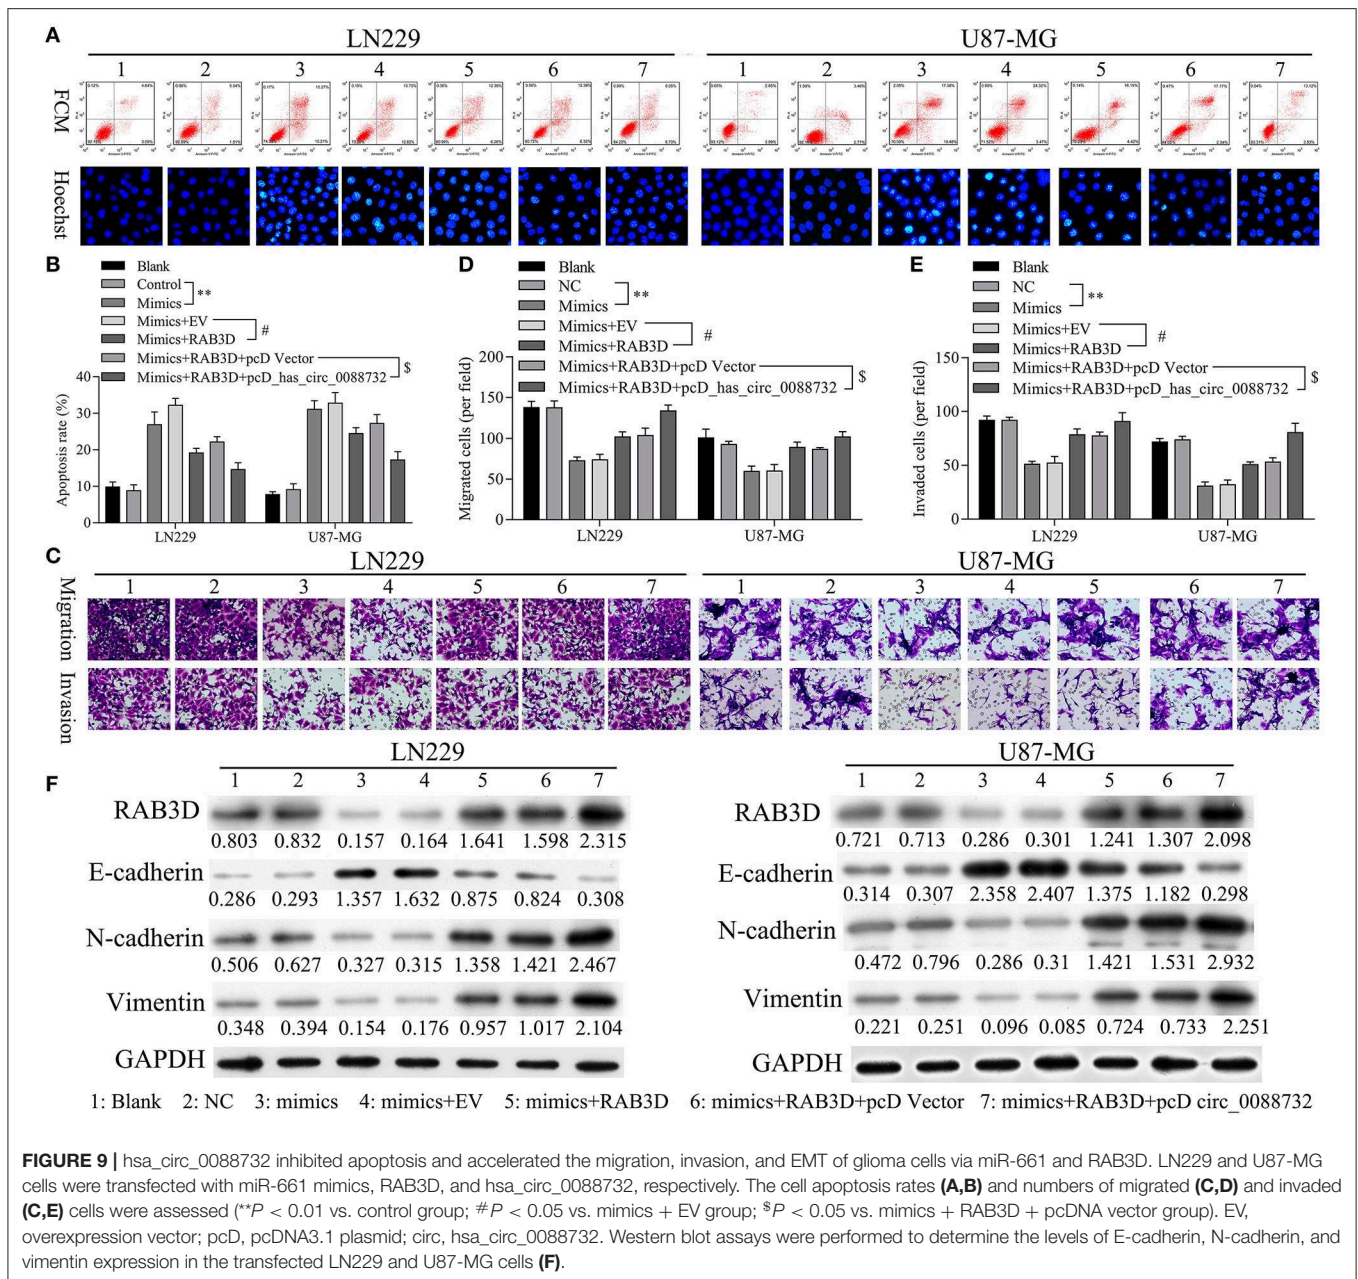 A
LN229
U87-MG
1 2 3 4 5 6 7
1 2 3 4 5 6 7
FCM
Hoechst
B
Blank
Control
Mimics
**
Mimics+EV
Mimics+RAB3D
#
Mimics+RAB3D+pcD Vector
Mimics+RAB3D+pcD_has_circ_0088732
$
Apoptosis rate (%)
40
30
20
10
0
LN229 U87-MG
D
Blank
NC
Mimics
**
Mimics+EV
Mimics+RAB3D
#
Mimics+RAB3D+pcD Vector
Mimics+RAB3D+pcD_has_circ_0088732
$
Migrated cells (per field)
200
150
100
50
0
LN229 U87-MG
E
Blank
NC
Mimics
**
Mimics+EV
Mimics+RAB3D
#
Mimics+RAB3D+pcD Vector
Mimics+RAB3D+pcD_has_circ_0088732
$
Invaded cells (per field)
150
100
50
0
LN229 U87-MG
C
LN229
U87-MG
1 2 3 4 5 6 7
1 2 3 4 5 6 7
Migration
Invasion
F
LN229
1 2 3 4 5 6 7
RAB3D
0.803 0.832 0.157 0.164 1.641 1.598 2.315
E-cadherin
0.286 0.293 1.357 1.632 0.875 0.824 0.308
N-cadherin
0.506 0.627 0.327 0.315 1.358 1.421 2.467
Vimentin
0.348 0.394 0.154 0.176 0.957 1.017 2.104
GAPDH
U87-MG
1 2 3 4 5 6 7
RAB3D
0.721 0.713 0.286 0.301 1.241 1.307 2.098
E-cadherin
0.314 0.307 2.358 2.407 1.375 1.182 0.298
N-cadherin
0.472 0.796 0.286 0.31 1.421 1.531 2.932
Vimentin
0.221 0.251 0.096 0.085 0.724 0.733 2.251
GAPDH
1: Blank 2: NC 3: mimics 4: mimics+EV 5: mimics+RAB3D 6: mimics+RAB3D+pcD Vector 7: mimics+RAB3D+pcD circ_0088732
FIGURE 9 | hsa_circ_0088732 inhibited apoptosis and accelerated the migration, invasion, and EMT of glioma cells via miR-661 and RAB3D. LN229 and U87-MG
cells were transfected with miR-661 mimics, RAB3D, and hsa_circ_0088732, respectively. The cell apoptosis rates (A,B) and numbers of migrated (C,D) and invaded
(C,E) cells were assessed (**P < 0.01 vs. control group; #P < 0.05 vs. mimics + EV group; $P < 0.05 vs. mimics + RAB3D + pcDNA vector group). EV,
overexpression vector; pcD, pcDNA3.1 plasmid; circ, hsa_circ_0088732. Western blot assays were performed to determine the levels of E-cadherin, N-cadherin, and
vimentin expression in the transfected LN229 and U87-MG cells (F).